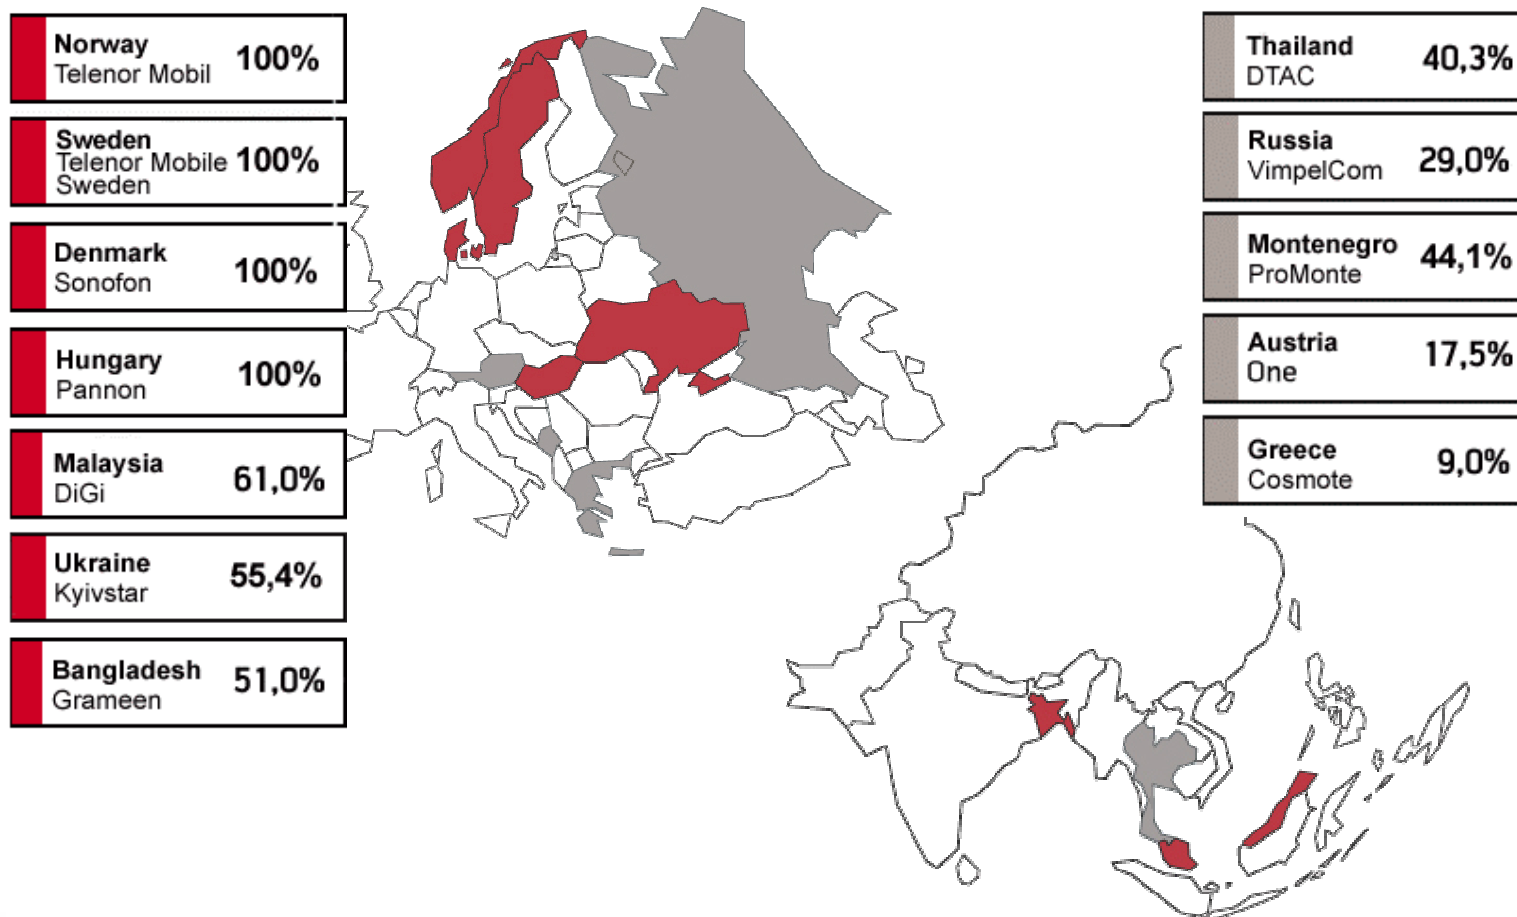 Norway 100%
Telenor Mobil
Sweden
Telenor Mobile 100%
Sweden
Denmark 100%
Sonofon
Hungary 100%
Pannon
Malaysia 61,0%
DiGi
Ukraine 55,4%
Kyivstar
Bangladesh 51,0%
Grameen
Thailand 40,3%
DTAC
Russia 29,0%
VimpelCom
Montenegro 44,1%
ProMonte
Austria 17,5%
One
Greece 9,0%
Cosmote